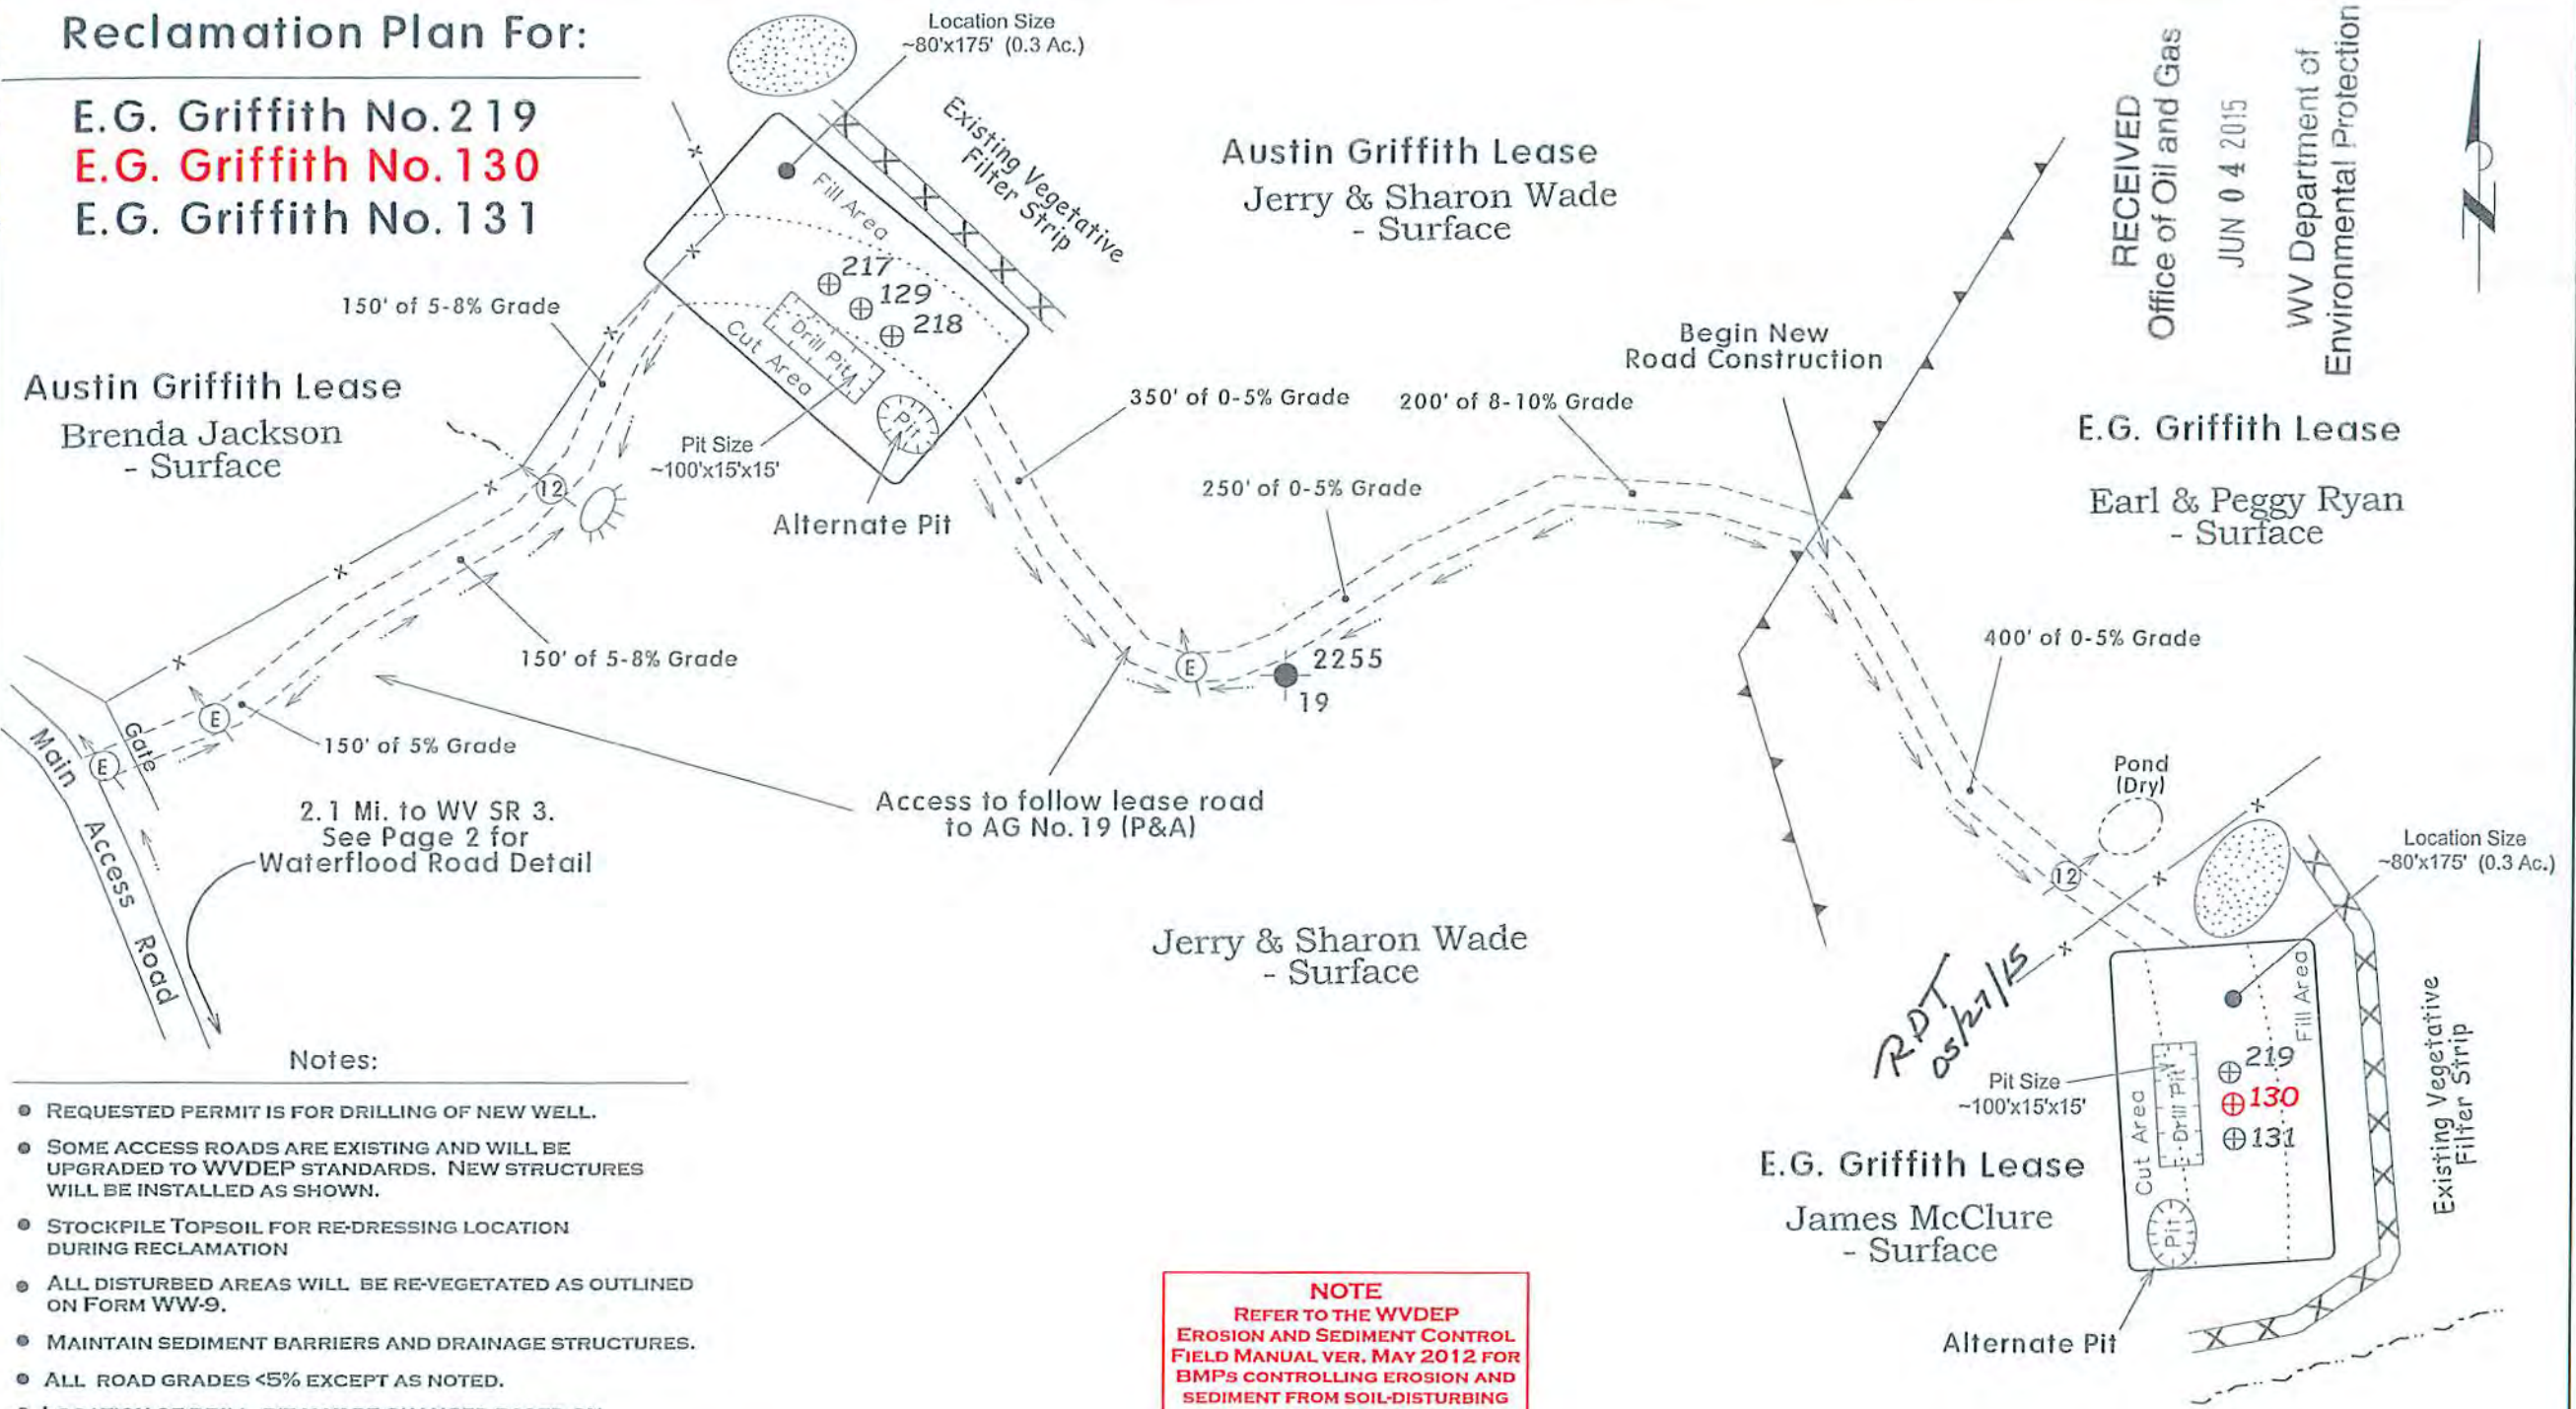 Reclamation Plan For:
E.G. Griffith No.219
E.G. Griffith No.130
E.G. Griffith No.131
Location Size
~80'x175' (0.3 Ac.)
Existing Vegetative
Filter Strip
Fill Area
217
129
218
Drill Pit
Cut Area
Pit
Pit Size
~100'x15'x15'
Alternate Pit
Austin Griffith Lease
Jerry & Sharon Wade
- Surface
RECEIVED
Office of Oil and Gas
JUN 04 2015
WV Department of
Environmental Protection
N
150' of 5-8% Grade
Austin Griffith Lease
Brenda Jackson
- Surface
12
350' of 0-5% Grade
200' of 8-10% Grade
250' of 0-5% Grade
Begin New
Road Construction
E.G. Griffith Lease
Earl & Peggy Ryan
- Surface
150' of 5-8% Grade
E
2255
19
400' of 0-5% Grade
Gate
E
E
150' of 5% Grade
Main Access Road
2.1 Mi. to WV SR 3.
See Page 2 for
Waterflood Road Detail
Access to follow lease road
to AG No.19 (P&A)
Pond
(Dry)
12
Location Size
~80'x175' (0.3 Ac.)
Jerry & Sharon Wade
- Surface
RDT
05/27/15
Fill Area
219
130
131
Drill Pit
Cut Area
Pit
Pit Size
~100'x15'x15'
Existing Vegetative
Filter Strip
E.G. Griffith Lease
James McClure
- Surface
Alternate Pit
Notes:
REQUESTED PERMIT IS FOR DRILLING OF NEW WELL.
SOME ACCESS ROADS ARE EXISTING AND WILL BE
UPGRADED TO WVDEP STANDARDS. NEW STRUCTURES
WILL BE INSTALLED AS SHOWN.
STOCKPILE TOPSOIL FOR RE-DRESSING LOCATION
DURING RECLAMATION
ALL DISTURBED AREAS WILL BE RE-VEGETATED AS OUTLINED
ON FORM WW-9.
MAINTAIN SEDIMENT BARRIERS AND DRAINAGE STRUCTURES.
ALL ROAD GRADES <5% EXCEPT AS NOTED.
NOTE
REFER TO THE WVDEP
EROSION AND SEDIMENT CONTROL
FIELD MANUAL VER. MAY 2012 FOR
BMPS CONTROLLING EROSION AND
SEDIMENT FROM SOIL-DISTURBING